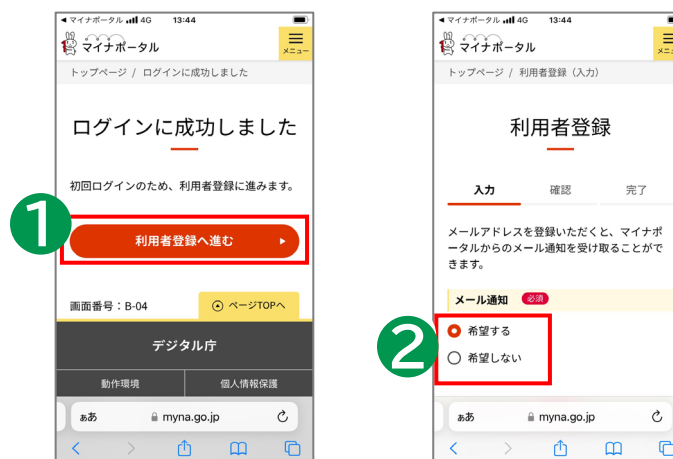 ◀ マイナポータル 4G 13:44
マイナポータル
メニュー
トップページ / ログインに成功しました
ログインに成功しました
初回ログインのため、利用者登録に進みます。
1
利用者登録へ進む
画面番号：B-04
ページTOPへ
デジタル庁
動作環境
個人情報保護
ぁあ
myna.go.jp
◀ マイナポータル 4G 13:44
マイナポータル
トップページ / 利用者登録（入力）
利用者登録
入力
確認
完了
メールアドレスを登録いただくと、マイナポ
ータルからのメール通知を受け取ることがで
きます。
メール通知 必須
2
希望する
希望しない
ぁあ
myna.go.jp